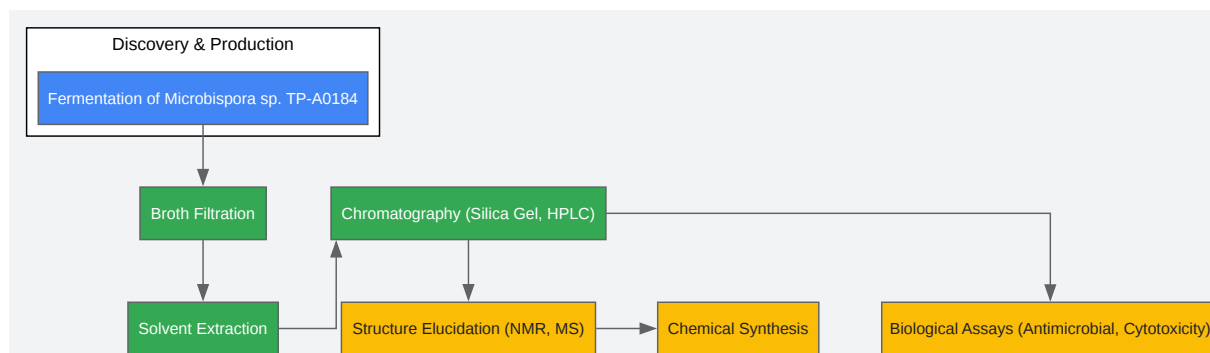 Discovery & Production
Fermentation of Microbispora sp. TP-A0184
Broth Filtration
Chromatography (Silica Gel, HPLC)
Solvent Extraction
Structure Elucidation (NMR, MS)
Chemical Synthesis
Biological Assays (Antimicrobial, Cytotoxicity)